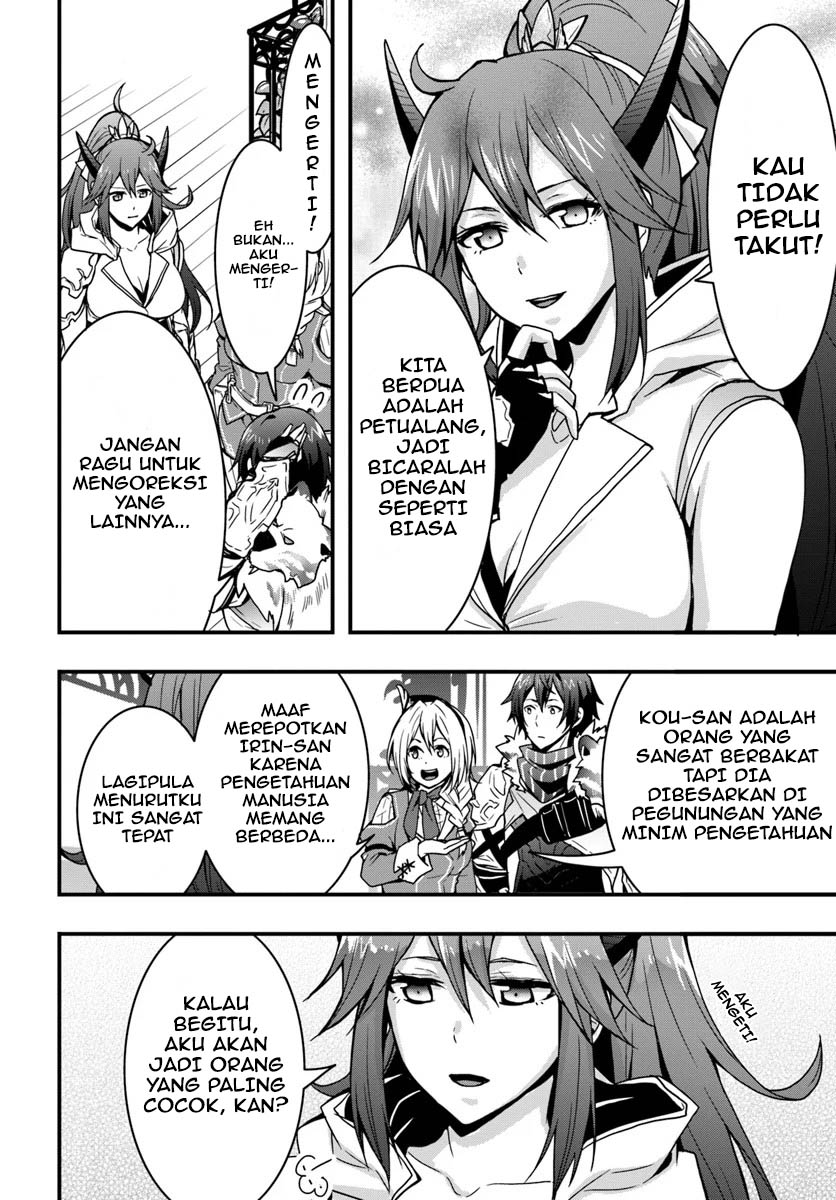 KAU
TIDAK
PERLU
TAKUT!
KITA
BERDUA
ADALAH
PETUALANG,
JADI
BICARALAH
DENGAN
SEPERTI
BIASA
MENGERTI!
EH
BUKAN...
AKU
MENGER-
TI!
JANGAN
RAGU UNTUK
MENGOREKSI
YANG
LAINNYA...
KOU-SAN ADALAH
ORANG YANG
SANGAT BERBAKAT
TAPI DIA
DIBESARKAN DI
PEGUNUNGAN YANG
MINIM PENGETAHUAN
MAAF
MEREPOTKAN
IRIN-SAN
KARENA
PENGETAHUAN
MANUSIA
MEMANG
BERBEDA...
LAGIPULA
MENURUTKU
INI SANGAT
TEPAT
AKU
MENGETI!
KALAU
BEGITU,
AKU AKAN
JADI ORANG
YANG PALING
COCOK, KAN?